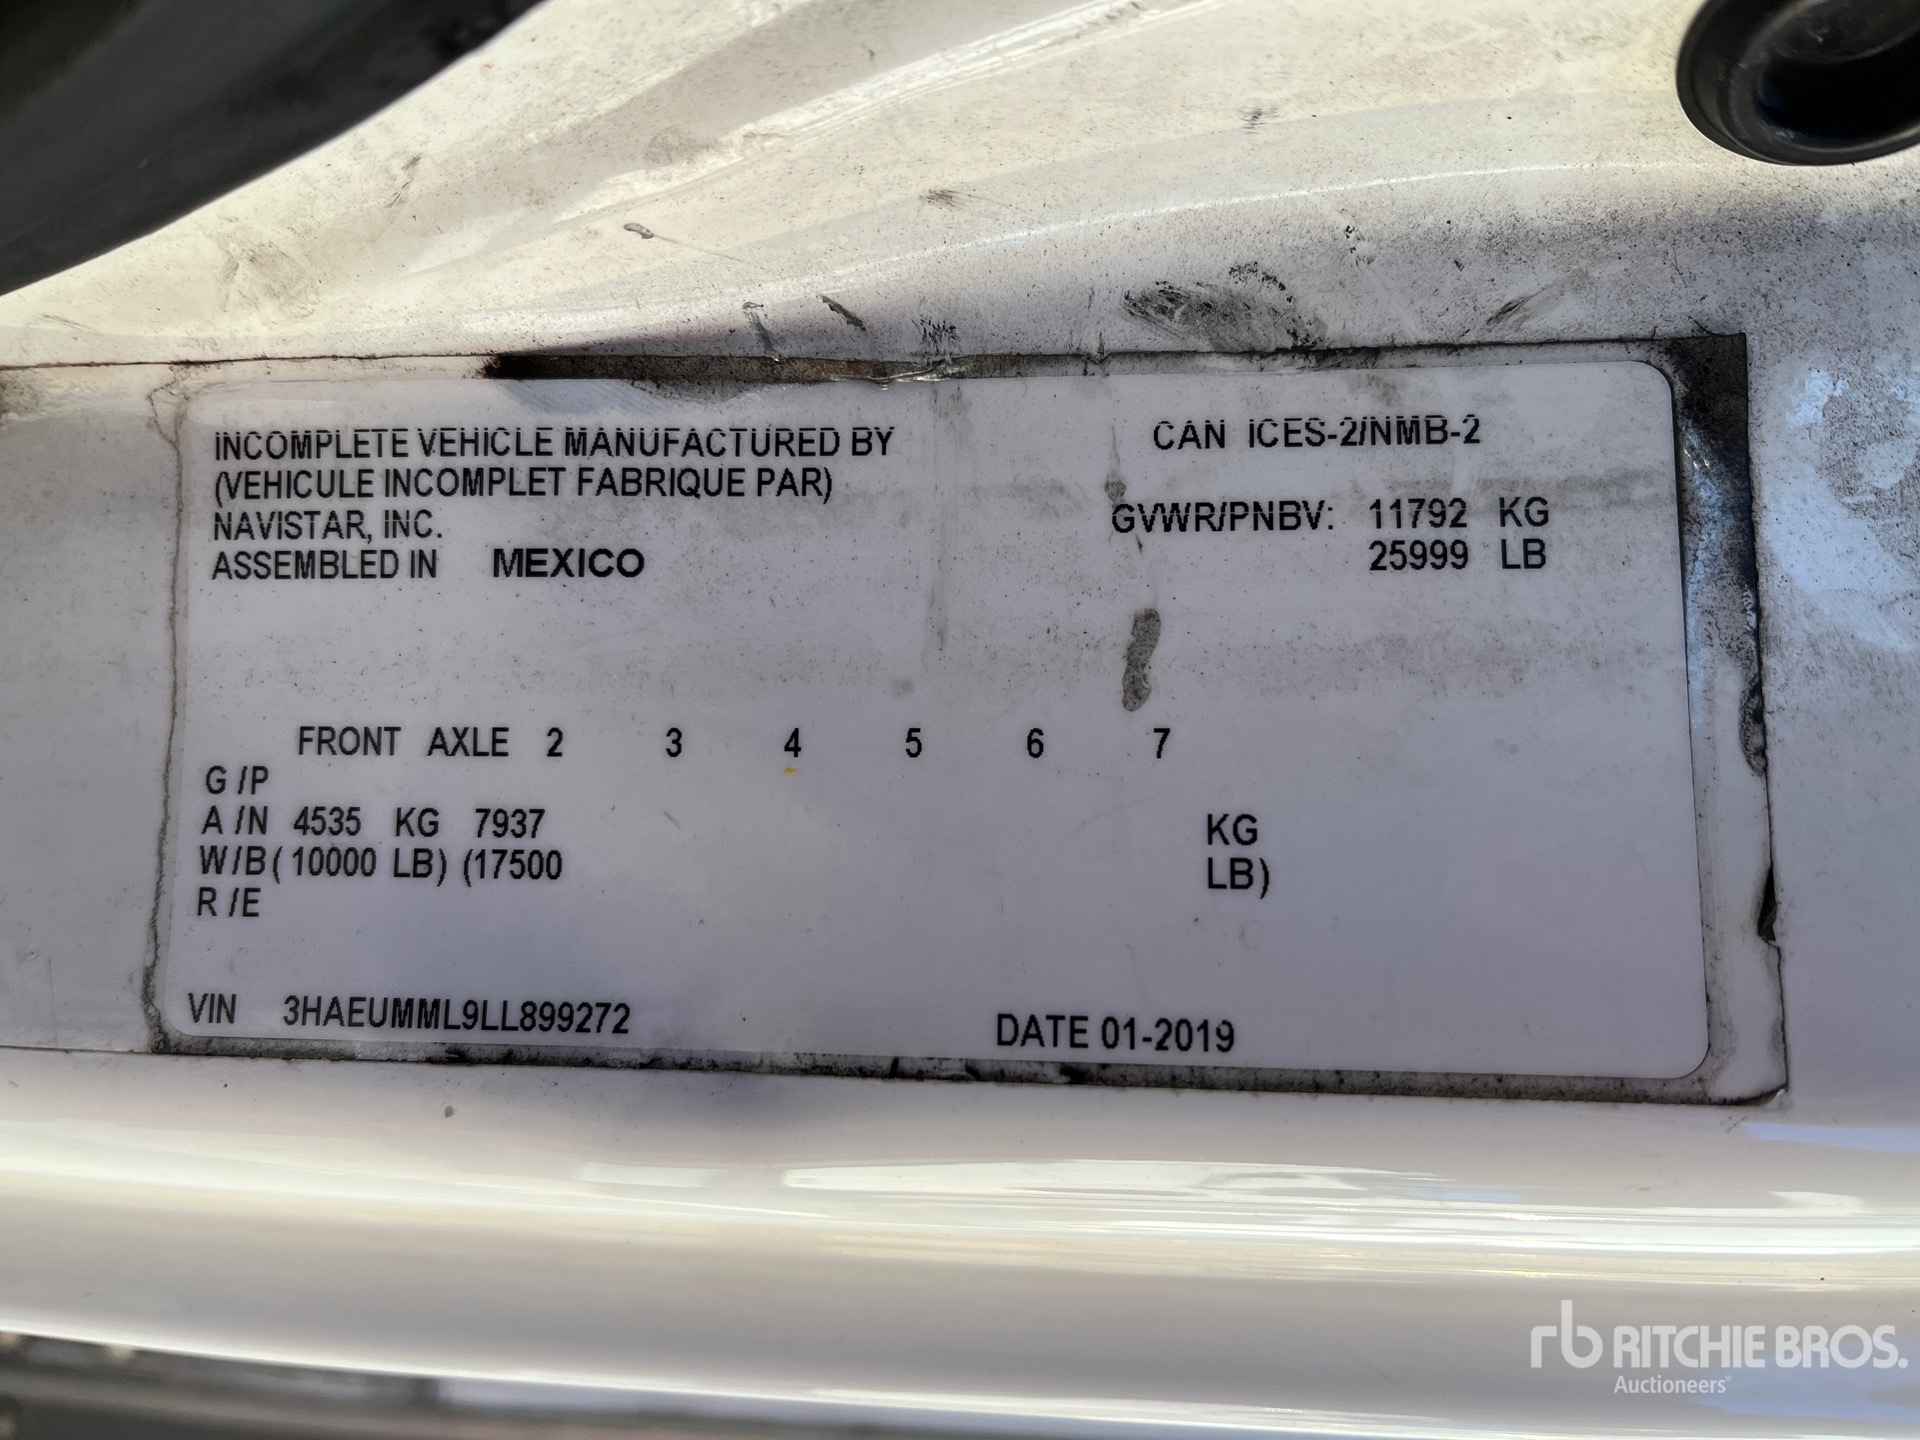 INCOMPLETE VEHICLE MANUFACTURED BY
(VEHICULE INCOMPLET FABRIQUE PAR)
NAVISTAR, INC.
ASSEMBLED IN MEXICO
CAN ICES-2/NMB-2
GVWR/PNBV: 11792 KG
25999 LB
FRONT AXLE 2 3 4 5 6 7
G/P
A/N 4535 KG 7937 KG
W/B (10000 LB) (17500 LB)
R/E
VIN 3HAEUMML9LL899272
DATE 01-2019
rb RITCHIE BROS.
Auctioneers